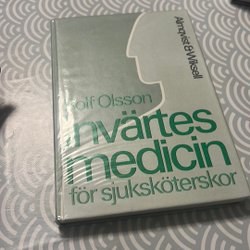 Almqvist & Wiksell
Rolf Olsson
Invärtes
medicin
för sjuksköterskor